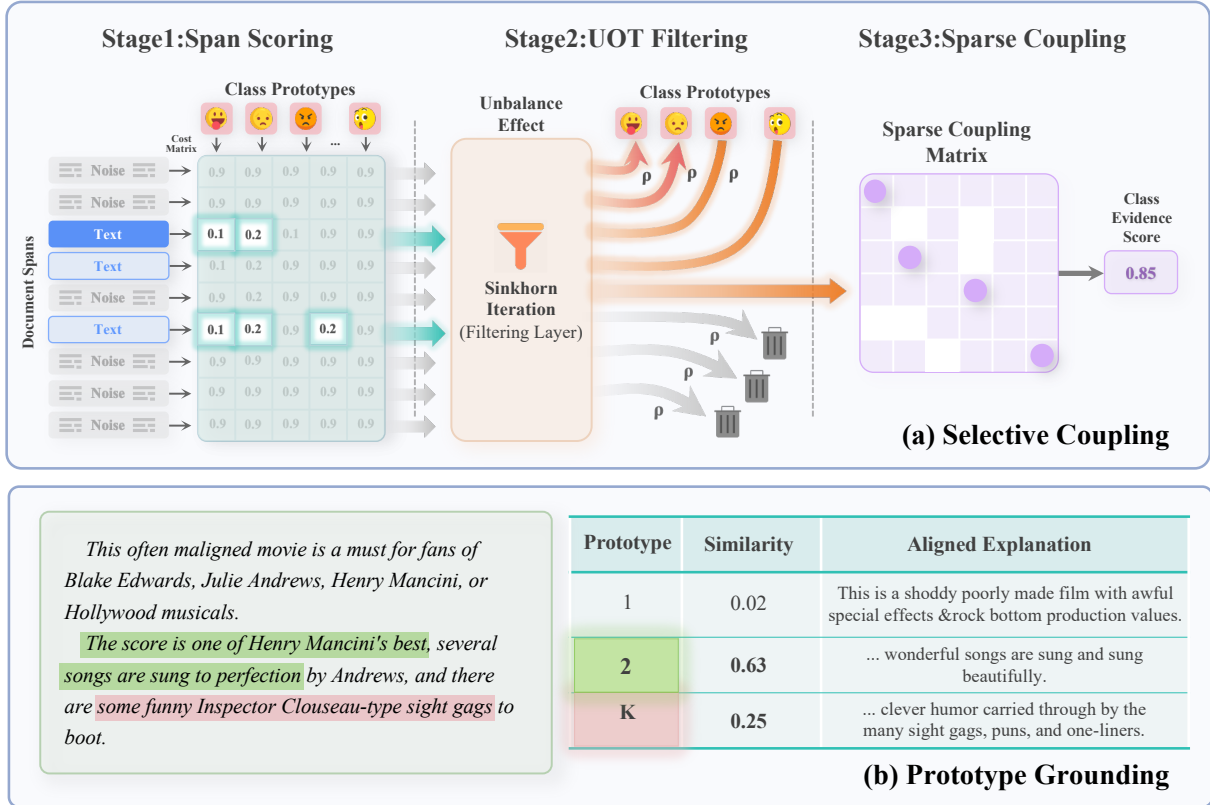 Stage1:Span Scoring
Stage2:UOT Filtering
Stage3:Sparse Coupling
Class Prototypes
Cost
Matrix
...
Document Spans
Noise 0.9 0.9 0.9 0.9 0.9
Noise 0.9 0.9 0.9 0.9 0.9
Text 0.1 0.2 0.1 0.9 0.9
Text 0.1 0.2 0.9 0.9 0.9
Noise 0.9 0.2 0.9 0.9 0.9
Text 0.1 0.2 0.9 0.2 0.9
Noise 0.9 0.9 0.9 0.9 0.9
Noise 0.9 0.9 0.9 0.9 0.9
Noise 0.9 0.9 0.9 0.9 0.9
Unbalance
Effect
Sinkhorn
Iteration
(Filtering Layer)
Class Prototypes
ρ ρ ρ
ρ
ρ
ρ
Sparse Coupling
Matrix
Class
Evidence
Score
0.85
(a) Selective Coupling
This often maligned movie is a must for fans of
Blake Edwards, Julie Andrews, Henry Mancini, or
Hollywood musicals.
The score is one of Henry Mancini's best, several
songs are sung to perfection by Andrews, and there
are some funny Inspector Clouseau-type sight gags to
boot.
Prototype Similarity Aligned Explanation
1 0.02 This is a shoddy poorly made film with awful
special effects &rock bottom production values.
2 0.63 ... wonderful songs are sung and sung
beautifully.
K 0.25 ... clever humor carried through by the
many sight gags, puns, and one-liners.
(b) Prototype Grounding